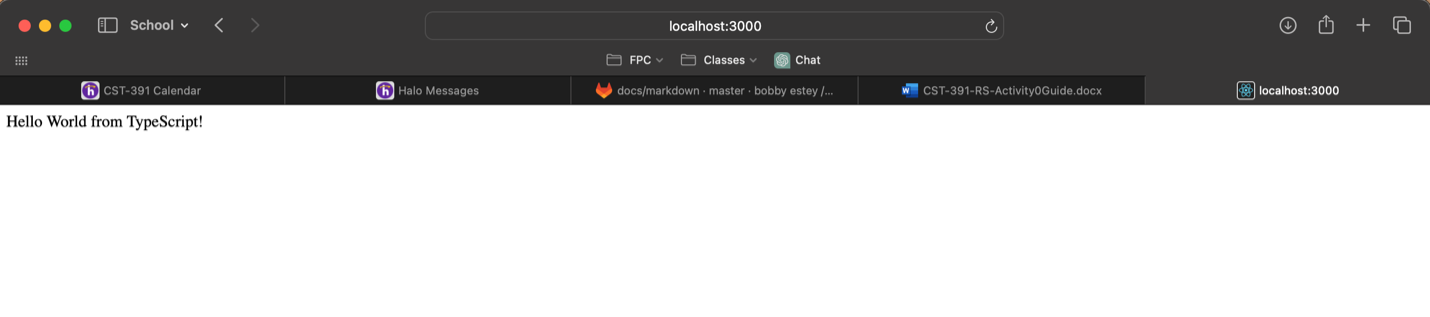 School
localhost:3000
FPC
Classes
Chat
CST-391 Calendar
Halo Messages
docs/markdown · master · bobby estey /...
CST-391-RS-Activity0Guide.docx
localhost:3000
Hello World from TypeScript!